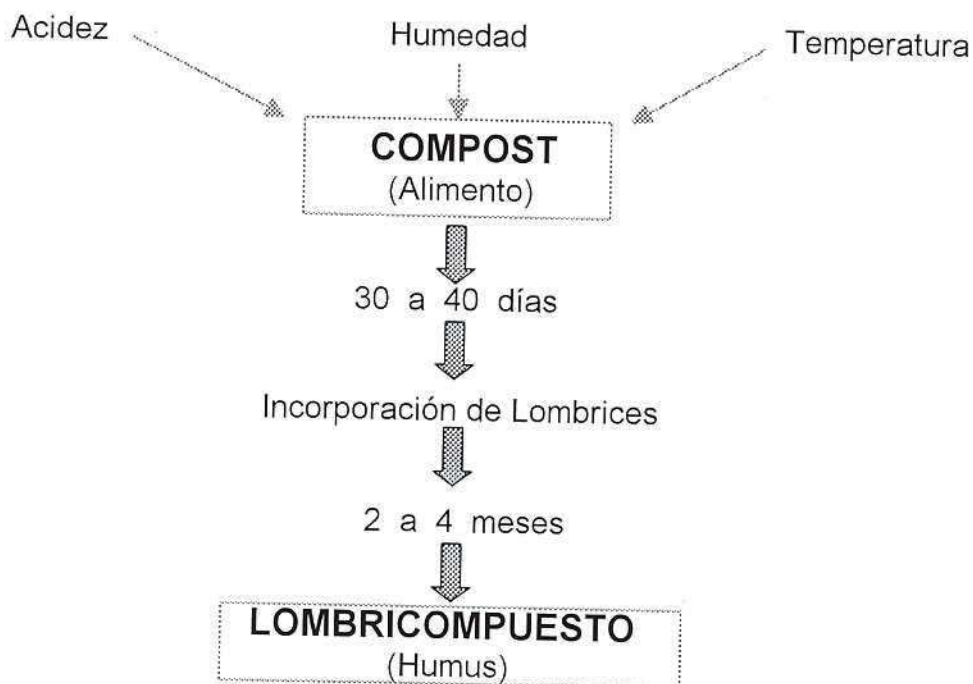 Acidez
Humedad
Temperatura
COMPOST
(Alimento)
30 a 40 días
Incorporación de Lombrices
2 a 4 meses
LOMBRICOMPUESTO
(Humus)